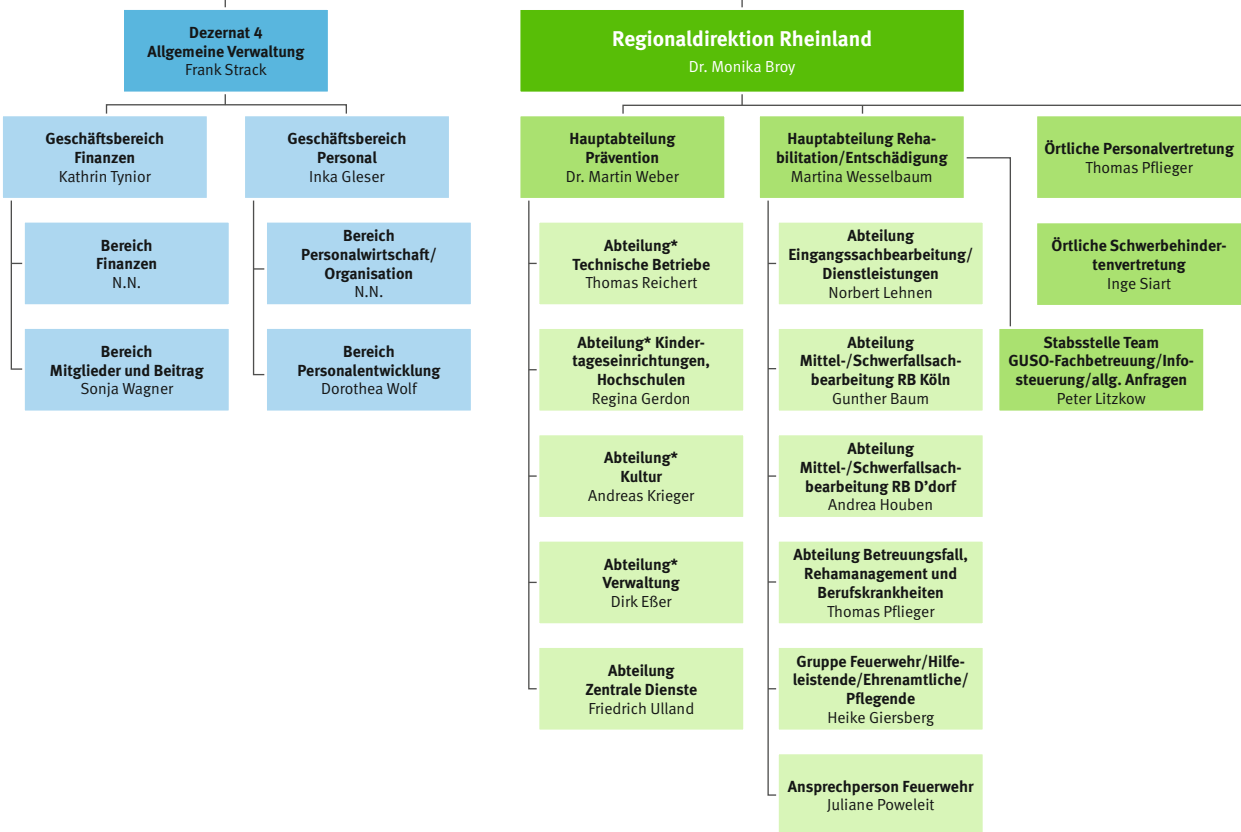 Dezernat 4
Allgemeine Verwaltung
Frank Strack
Geschäftsbereich
Finanzen
Kathrin Tynior
Bereich
Finanzen
N.N.
Bereich
Mitglieder und Beitrag
Sonja Wagner
Geschäftsbereich
Personal
Inka Gleser
Bereich
Personalwirtschaft/
Organisation
N.N.
Bereich
Personalentwicklung
Dorothea Wolf
Regionaldirektion Rheinland
Dr. Monika Broy
Hauptabteilung
Prävention
Dr. Martin Weber
Abteilung*
Technische Betriebe
Thomas Reichert
Abteilung* Kinder-
tageseinrichtungen,
Hochschulen
Regina Gerdon
Abteilung*
Kultur
Andreas Krieger
Abteilung*
Verwaltung
Dirk Eßer
Abteilung
Zentrale Dienste
Friedrich Ulland
Hauptabteilung Reha-
bilitation/Entschädigung
Martina Wesselbaum
Abteilung
Eingangssachbearbeitung/
Dienstleistungen
Norbert Lehnen
Abteilung
Mittel-/Schwerfallsach-
bearbeitung RB Köln
Gunther Baum
Abteilung
Mittel-/Schwerfallsach-
bearbeitung RB D’dorf
Andrea Houben
Abteilung Betreuungsfall,
Rehamanagement und
Berufskrankheiten
Thomas Pflieger
Gruppe Feuerwehr/Hilfe-
leistende/Ehrenamtliche/
Pflegende
Heike Giersberg
Ansprechperson Feuerwehr
Juliane Poweleit
Örtliche Personalvertretung
Thomas Pflieger
Örtliche Schwerbehinder-
tenvertretung
Inge Siart
Stabsstelle Team
GUSO-Fachbetreuung/Info-
steuerung/allg. Anfragen
Peter Litzkow